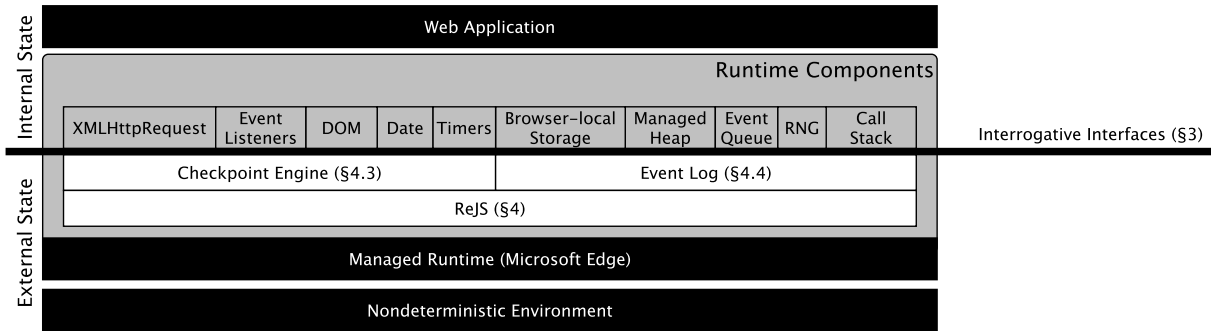 Internal State
Web Application
Runtime Components
XMLHttpRequest
Event
Listeners
DOM
Date
Timers
Browser-local
Storage
Managed
Heap
Event
Queue
RNG
Call
Stack
Interrogative Interfaces (§3)
External State
Checkpoint Engine (§4.3)
Event Log (§4.4)
ReJS (§4)
Managed Runtime (Microsoft Edge)
Nondeterministic Environment